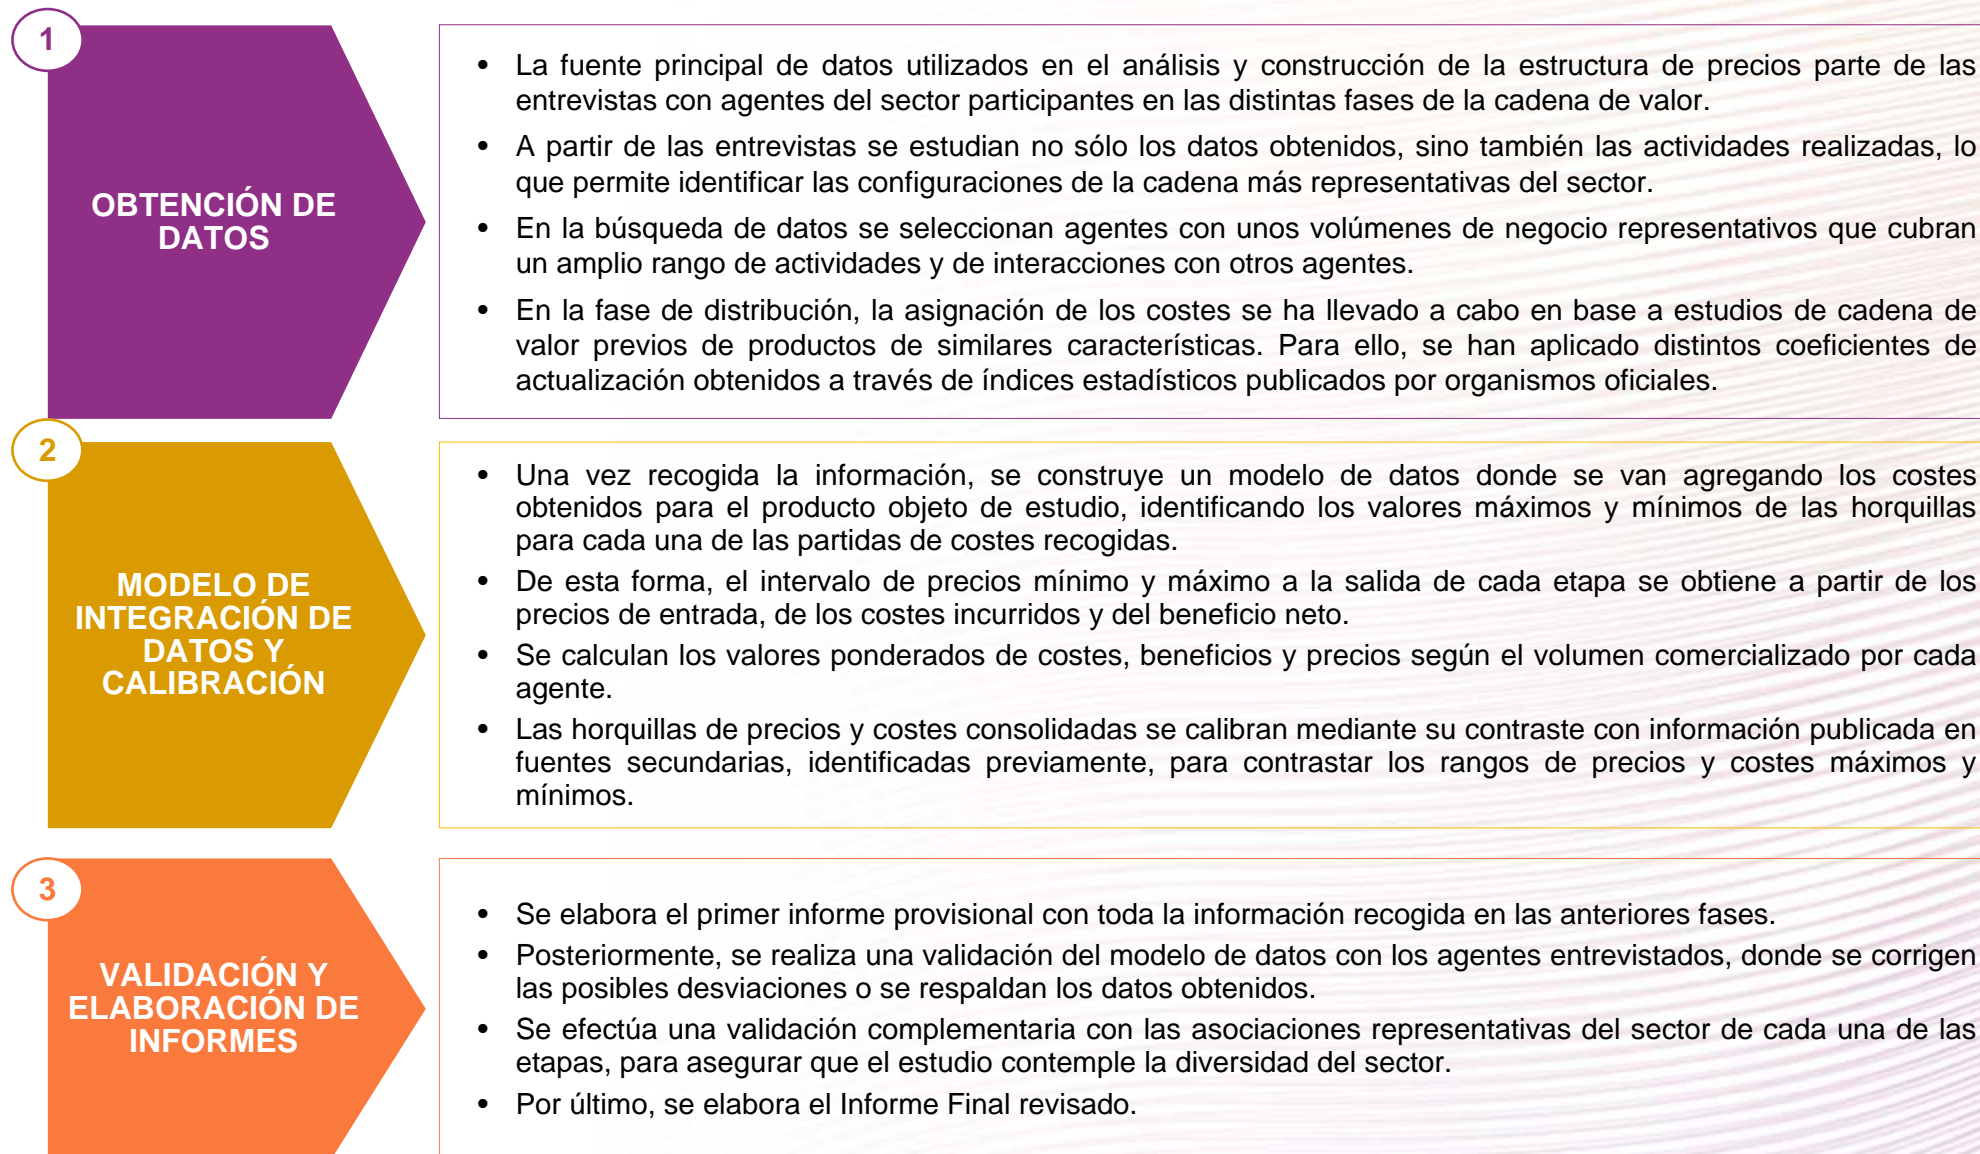 1
OBTENCIÓN DE
DATOS
• La fuente principal de datos utilizados en el análisis y construcción de la estructura de precios parte de las
entrevistas con agentes del sector participantes en las distintas fases de la cadena de valor.
• A partir de las entrevistas se estudian no sólo los datos obtenidos, sino también las actividades realizadas, lo
que permite identificar las configuraciones de la cadena más representativas del sector.
• En la búsqueda de datos se seleccionan agentes con unos volúmenes de negocio representativos que cubran
un amplio rango de actividades y de interacciones con otros agentes.
• En la fase de distribución, la asignación de los costes se ha llevado a cabo en base a estudios de cadena de
valor previos de productos de similares características. Para ello, se han aplicado distintos coeficientes de
actualización obtenidos a través de índices estadísticos publicados por organismos oficiales.
2
MODELO DE
INTEGRACIÓN DE
DATOS Y
CALIBRACIÓN
• Una vez recogida la información, se construye un modelo de datos donde se van agregando los costes
obtenidos para el producto objeto de estudio, identificando los valores máximos y mínimos de las horquillas
para cada una de las partidas de costes recogidas.
• De esta forma, el intervalo de precios mínimo y máximo a la salida de cada etapa se obtiene a partir de los
precios de entrada, de los costes incurridos y del beneficio neto.
• Se calculan los valores ponderados de costes, beneficios y precios según el volumen comercializado por cada
agente.
• Las horquillas de precios y costes consolidadas se calibran mediante su contraste con información publicada en
fuentes secundarias, identificadas previamente, para contrastar los rangos de precios y costes máximos y
mínimos.
3
VALIDACIÓN Y
ELABORACIÓN DE
INFORMES
• Se elabora el primer informe provisional con toda la información recogida en las anteriores fases.
• Posteriormente, se realiza una validación del modelo de datos con los agentes entrevistados, donde se corrigen
las posibles desviaciones o se respaldan los datos obtenidos.
• Se efectúa una validación complementaria con las asociaciones representativas del sector de cada una de las
etapas, para asegurar que el estudio contemple la diversidad del sector.
• Por último, se elabora el Informe Final revisado.